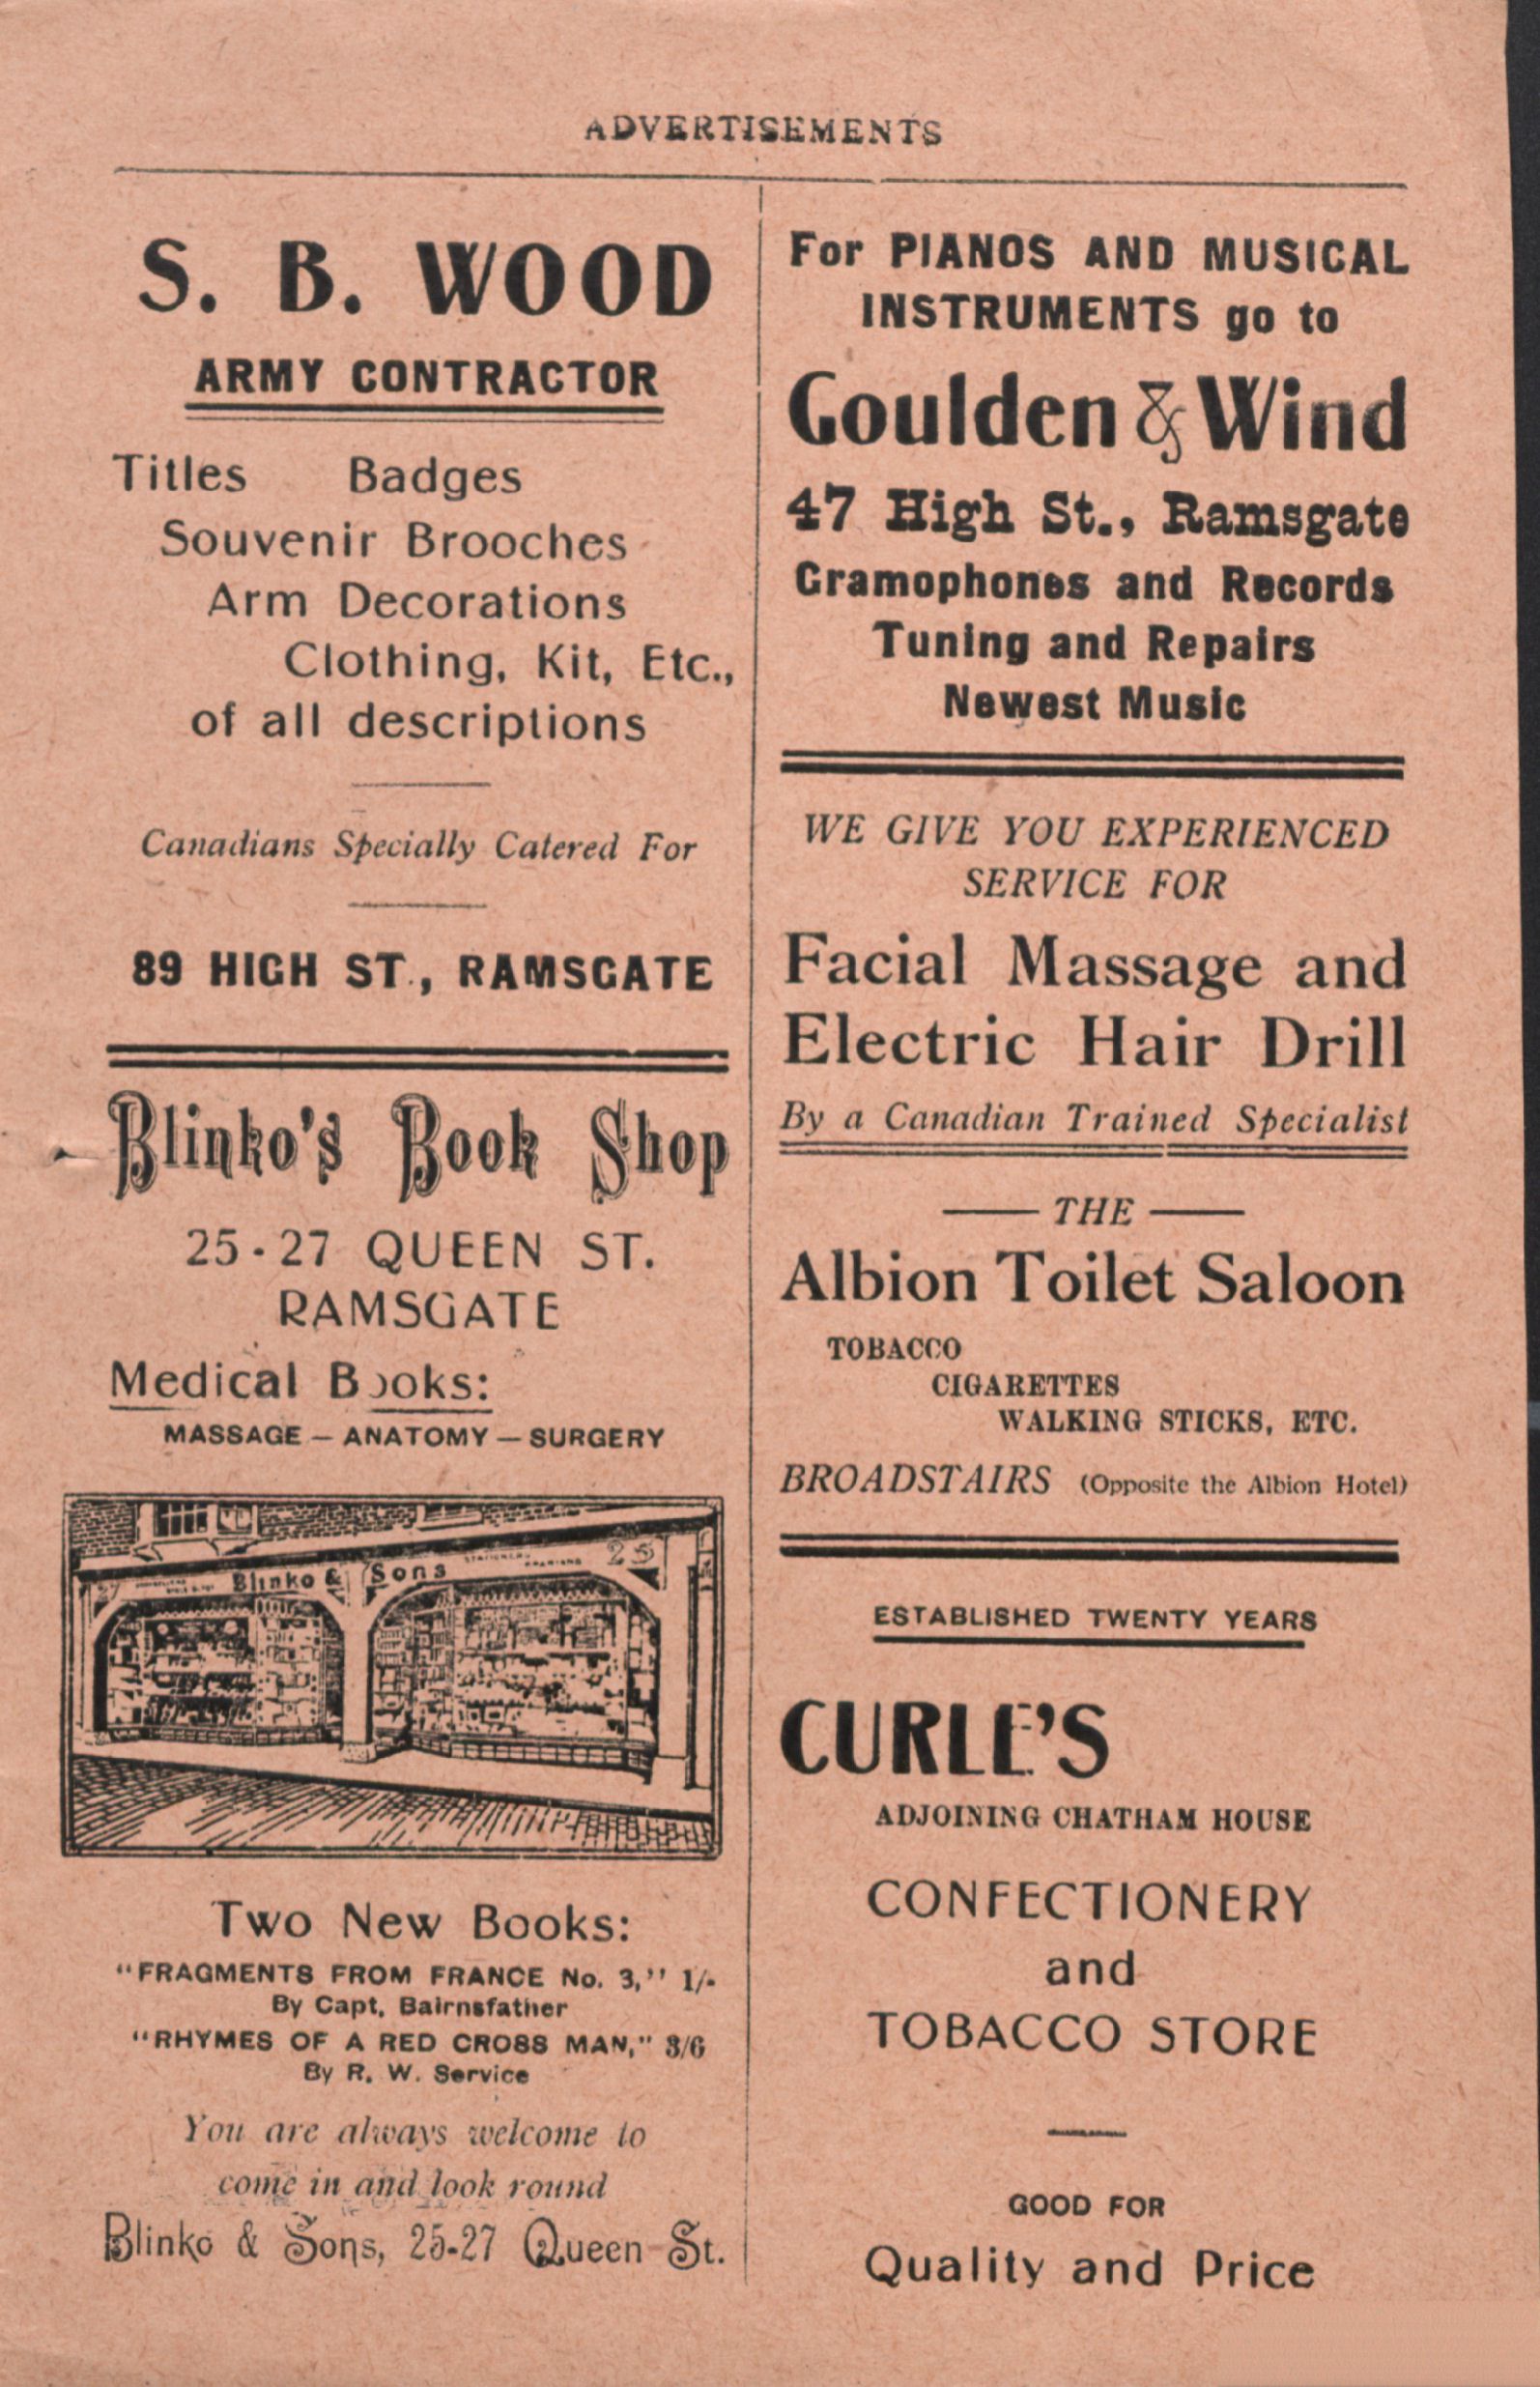 ADVERTISEMENTS
S. B. WOOD
ARMY CONTRACTOR
Titles Badges
Souvenir Brooches
Arm Decorations
Clothing, Kit, Etc.,
of all descriptions
Canadians Specially Catered For
89 HIGH ST., RAMSGATE
Blinko's Book Shop
25-27 QUEEN ST.
RAMSGATE
Medical Books:
MASSAGE — ANATOMY — SURGERY
27 Blinko & Sons 25
Two New Books:
"FRAGMENTS FROM FRANCE No. 3," 1/-
By Capt. Bairnsfather
"RHYMES OF A RED CROSS MAN," 3/6
By R. W. Service
You are always welcome to
come in and look round
Blinko & Sons, 25-27 Queen St.
For PIANOS AND MUSICAL
INSTRUMENTS go to
Goulden & Wind
47 High St., Ramsgate
Gramophones and Records
Tuning and Repairs
Newest Music
WE GIVE YOU EXPERIENCED
SERVICE FOR
Facial Massage and
Electric Hair Drill
By a Canadian Trained Specialist
— THE —
Albion Toilet Saloon
TOBACCO
CIGARETTES
WALKING STICKS, ETC.
BROADSTAIRS (Opposite the Albion Hotel)
ESTABLISHED TWENTY YEARS
CURLE'S
ADJOINING CHATHAM HOUSE
CONFECTIONERY
and
TOBACCO STORE
GOOD FOR
Quality and Price